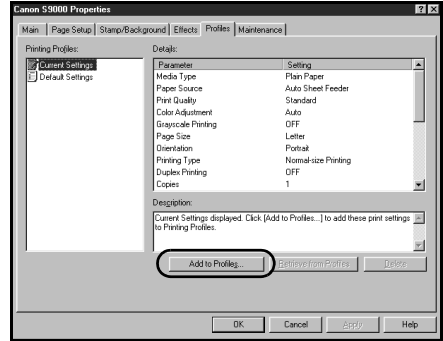 Canon S9000 Properties
Main Page Setup Stamp/Background Effects Profiles Maintenance
Printing Profiles:
Current Settings
Default Settings
Details:
Parameter Setting
Media Type Plain Paper
Paper Source Auto Sheet Feeder
Print Quality Standard
Color Adjustment Auto
Grayscale Printing OFF
Page Size Letter
Orientation Portrait
Printing Type Normal-size Printing
Duplex Printing OFF
Copies 1
Description:
Current Settings displayed. Click [Add to Profiles...] to add these print settings
to Printing Profiles.
Add to Profiles... Retrieve from Profiles Delete
OK Cancel Apply Help